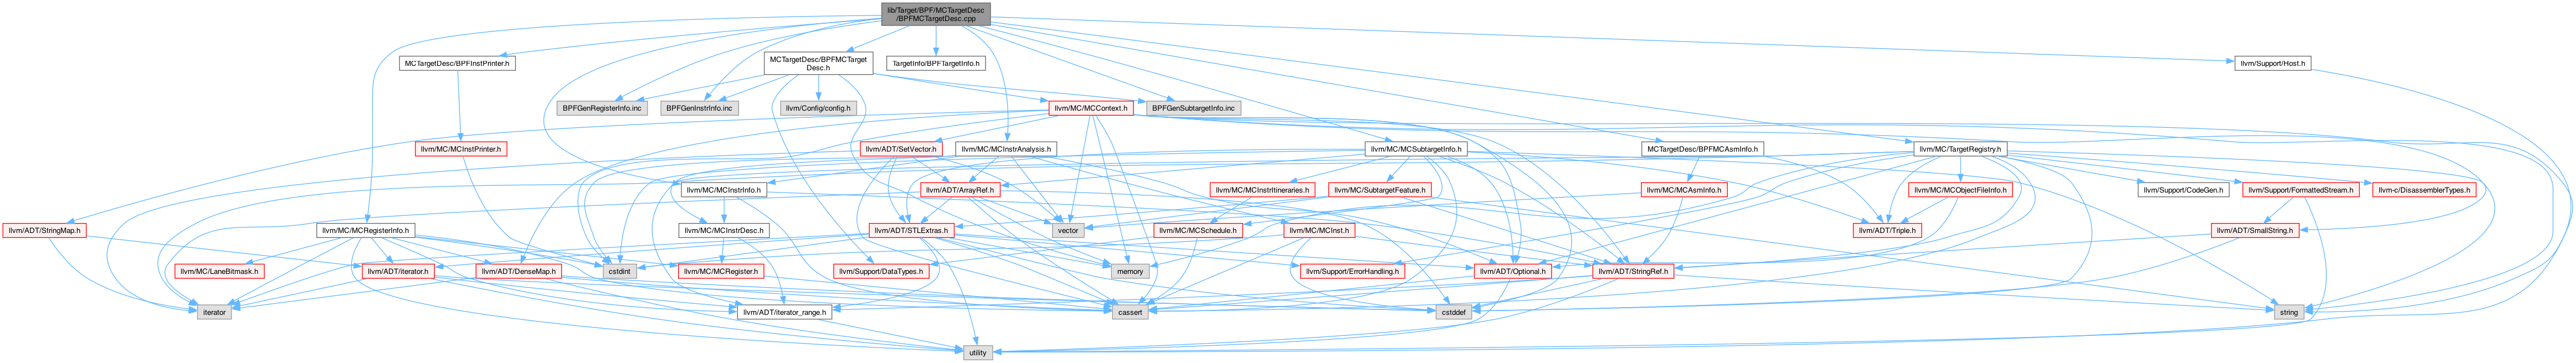 lib/Target/BPF/MCTargetDesc
/BPFMCTargetDesc.cpp
MCTargetDesc/BPFInstPrinter.h
MCTargetDesc/BPFMCTarget
Desc.h
TargetInfo/BPFTargetInfo.h
llvm/Support/Host.h
BPFGenRegisterInfo.inc
BPFGenInstrInfo.inc
llvm/Config/config.h
llvm/MC/MCContext.h
BPFGenSubtargetInfo.inc
llvm/MC/MCInstPrinter.h
llvm/ADT/SetVector.h
llvm/MC/MCInstrAnalysis.h
llvm/MC/MCSubtargetInfo.h
MCTargetDesc/BPFMCAsmInfo.h
llvm/MC/TargetRegistry.h
llvm/MC/MCInstrInfo.h
llvm/ADT/ArrayRef.h
llvm/MC/MCInstrItineraries.h
llvm/MC/SubtargetFeature.h
llvm/MC/MCAsmInfo.h
llvm/MC/MCObjectFileInfo.h
llvm/Support/CodeGen.h
llvm/Support/FormattedStream.h
llvm-c/DisassemblerTypes.h
llvm/ADT/StringMap.h
llvm/MC/MCRegisterInfo.h
llvm/MC/MCInstrDesc.h
llvm/ADT/STLExtras.h
vector
llvm/MC/MCSchedule.h
llvm/MC/MCInst.h
llvm/ADT/Triple.h
llvm/ADT/SmallString.h
llvm/MC/LaneBitmask.h
llvm/ADT/iterator.h
llvm/ADT/DenseMap.h
cstdint
llvm/MC/MCRegister.h
llvm/Support/DataTypes.h
memory
llvm/Support/ErrorHandling.h
llvm/ADT/Optional.h
llvm/ADT/StringRef.h
iterator
llvm/ADT/iterator_range.h
cassert
cstddef
string
utility